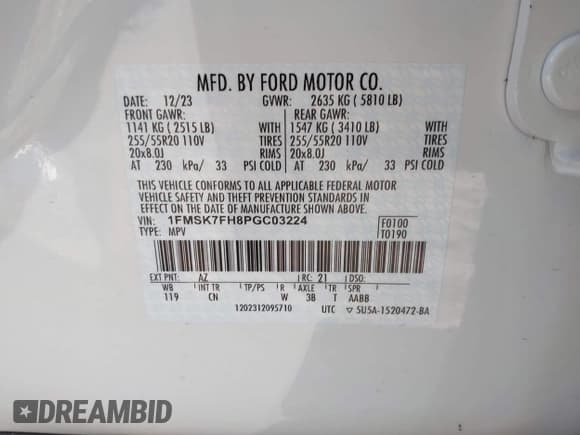 MFD. BY FORD MOTOR CO.
DATE: 12/23 GVWR: 2635 KG ( 5810 LB)
FRONT GAWR: REAR GAWR:
1141 KG ( 2515 LB) WITH 1547 KG ( 3410 LB) WITH
255/55R20 110V TIRES 255/55R20 110V TIRES
20x8.0J RIMS 20x8.0J RIMS
AT 230 kPa/ 33 PSI COLD AT 230 kPa/ 33 PSI COLD
THIS VEHICLE CONFORMS TO ALL APPLICABLE FEDERAL MOTOR
VEHICLE SAFETY AND THEFT PREVENTION STANDARDS IN
EFFECT ON THE DATE OF MANUFACTURE SHOWN ABOVE.
VIN: 1FMSK7FH8PGC03224 F0100
TYPE: MPV T0190
EXT PNT: AZ RC: 21 DSO:
WB INT TR TP/PS R AXLE TR SPR
119 CN W 3B T AABB
1202312095710 UTC ▽ SU5A-1520472-BA
DREAMBID